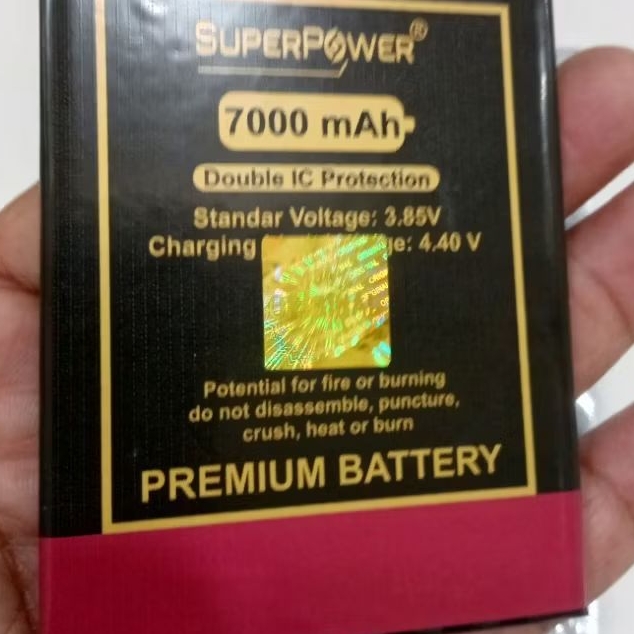 SUPERPOWER®
7000 mAh
Double IC Protection
Standar Voltage: 3.85V
Charging ge: 4.40 V
Potential for fire or burning
do not disassemble, puncture,
crush, heat or burn
PREMIUM BATTERY